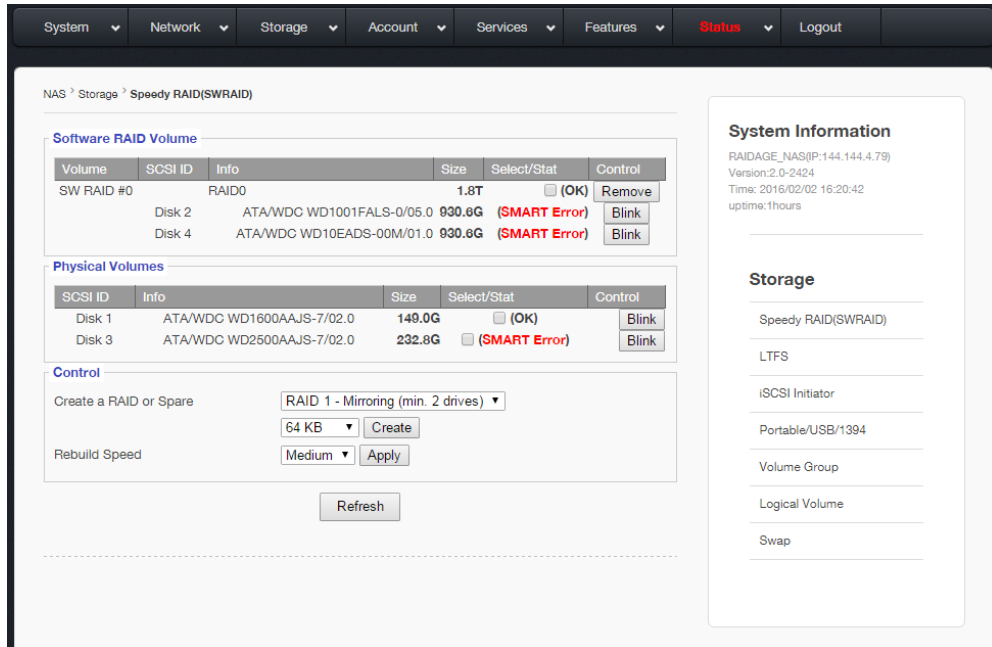 System Network Storage Account Services Features Status Logout
NAS > Storage > Speedy RAID(SWRAID)
Software RAID Volume
Volume SCSI ID Info Size Select/Stat Control
SW RAID #0 RAID0 1.8T (OK) Remove
Disk 2 ATA/WDC WD1001FALS-0/05.0 930.6G (SMART Error) Blink
Disk 4 ATA/WDC WD10EADS-00M/01.0 930.6G (SMART Error) Blink
Physical Volumes
SCSI ID Info Size Select/Stat Control
Disk 1 ATA/WDC WD1600AAJS-7/02.0 149.0G (OK) Blink
Disk 3 ATA/WDC WD2500AAJS-7/02.0 232.8G (SMART Error) Blink
Control
Create a RAID or Spare RAID 1 - Mirroring (min. 2 drives)
64 KB Create
Rebuild Speed Medium Apply
Refresh
System Information
RAIDAGE_NAS(IP:144.144.4.79)
Version:2.0-2424
Time: 2016/02/02 16:20:42
uptime:1hours
Storage
Speedy RAID(SWRAID)
LTFS
iSCSI Initiator
Portable/USB/1394
Volume Group
Logical Volume
Swap